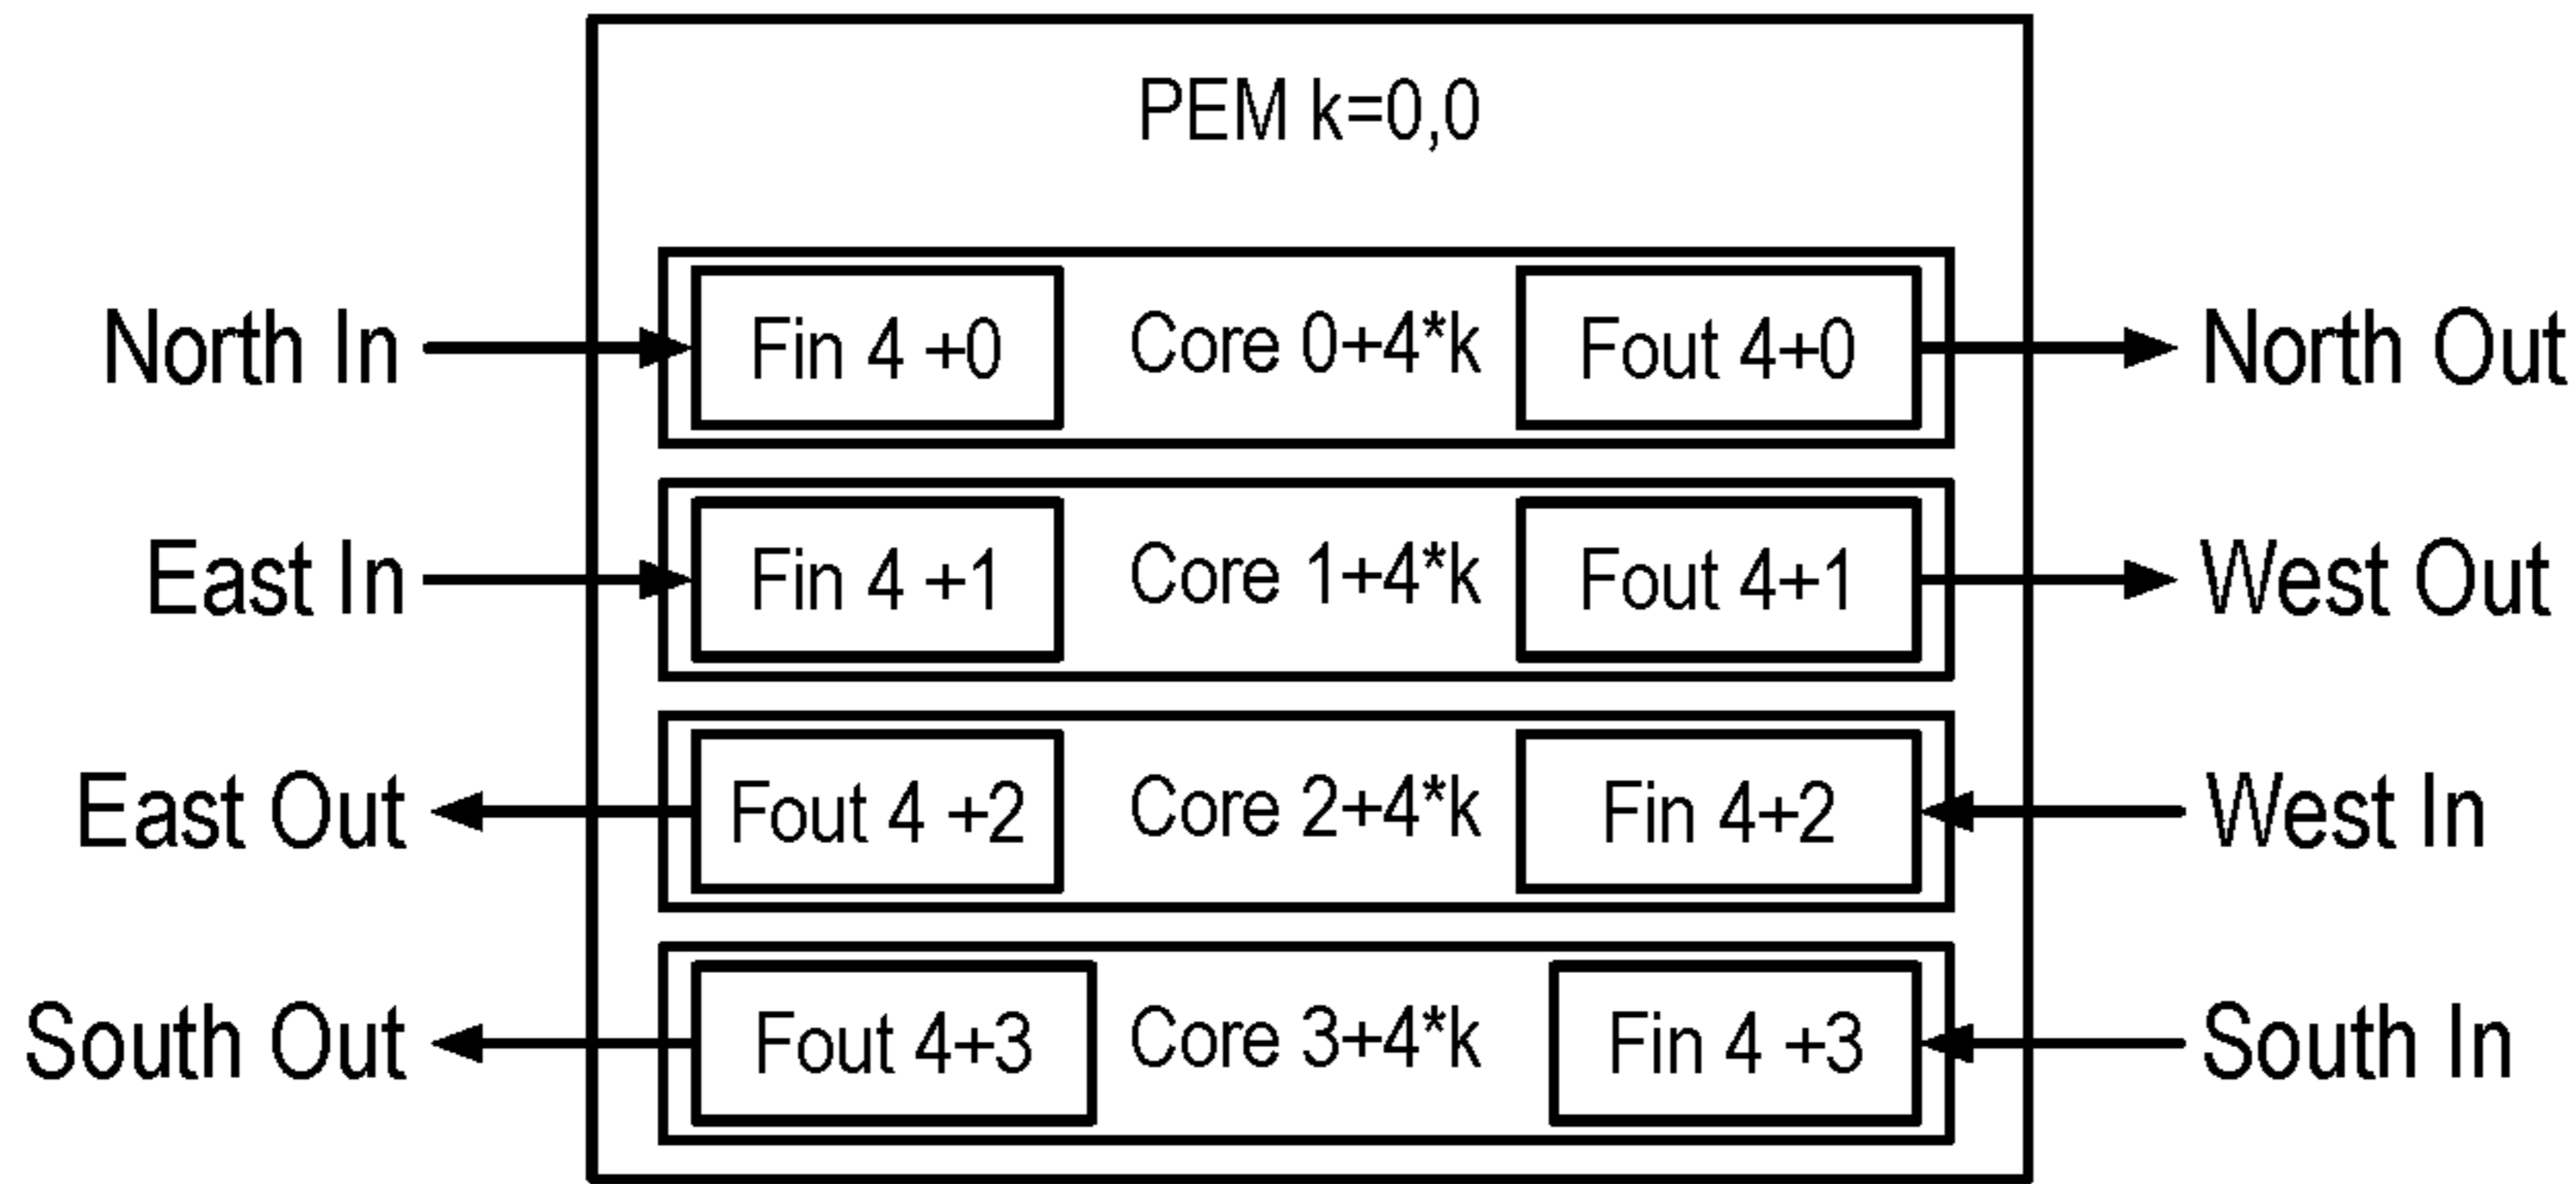 PEM k=0,0
North In
Fin 4 +0
Core 0+4*k
Fout 4+0
North Out
East In
Fin 4 +1
Core 1+4*k
Fout 4+1
West Out
East Out
Fout 4 +2
Core 2+4*k
Fin 4+2
West In
South Out
Fout 4+3
Core 3+4*k
Fin 4 +3
South In